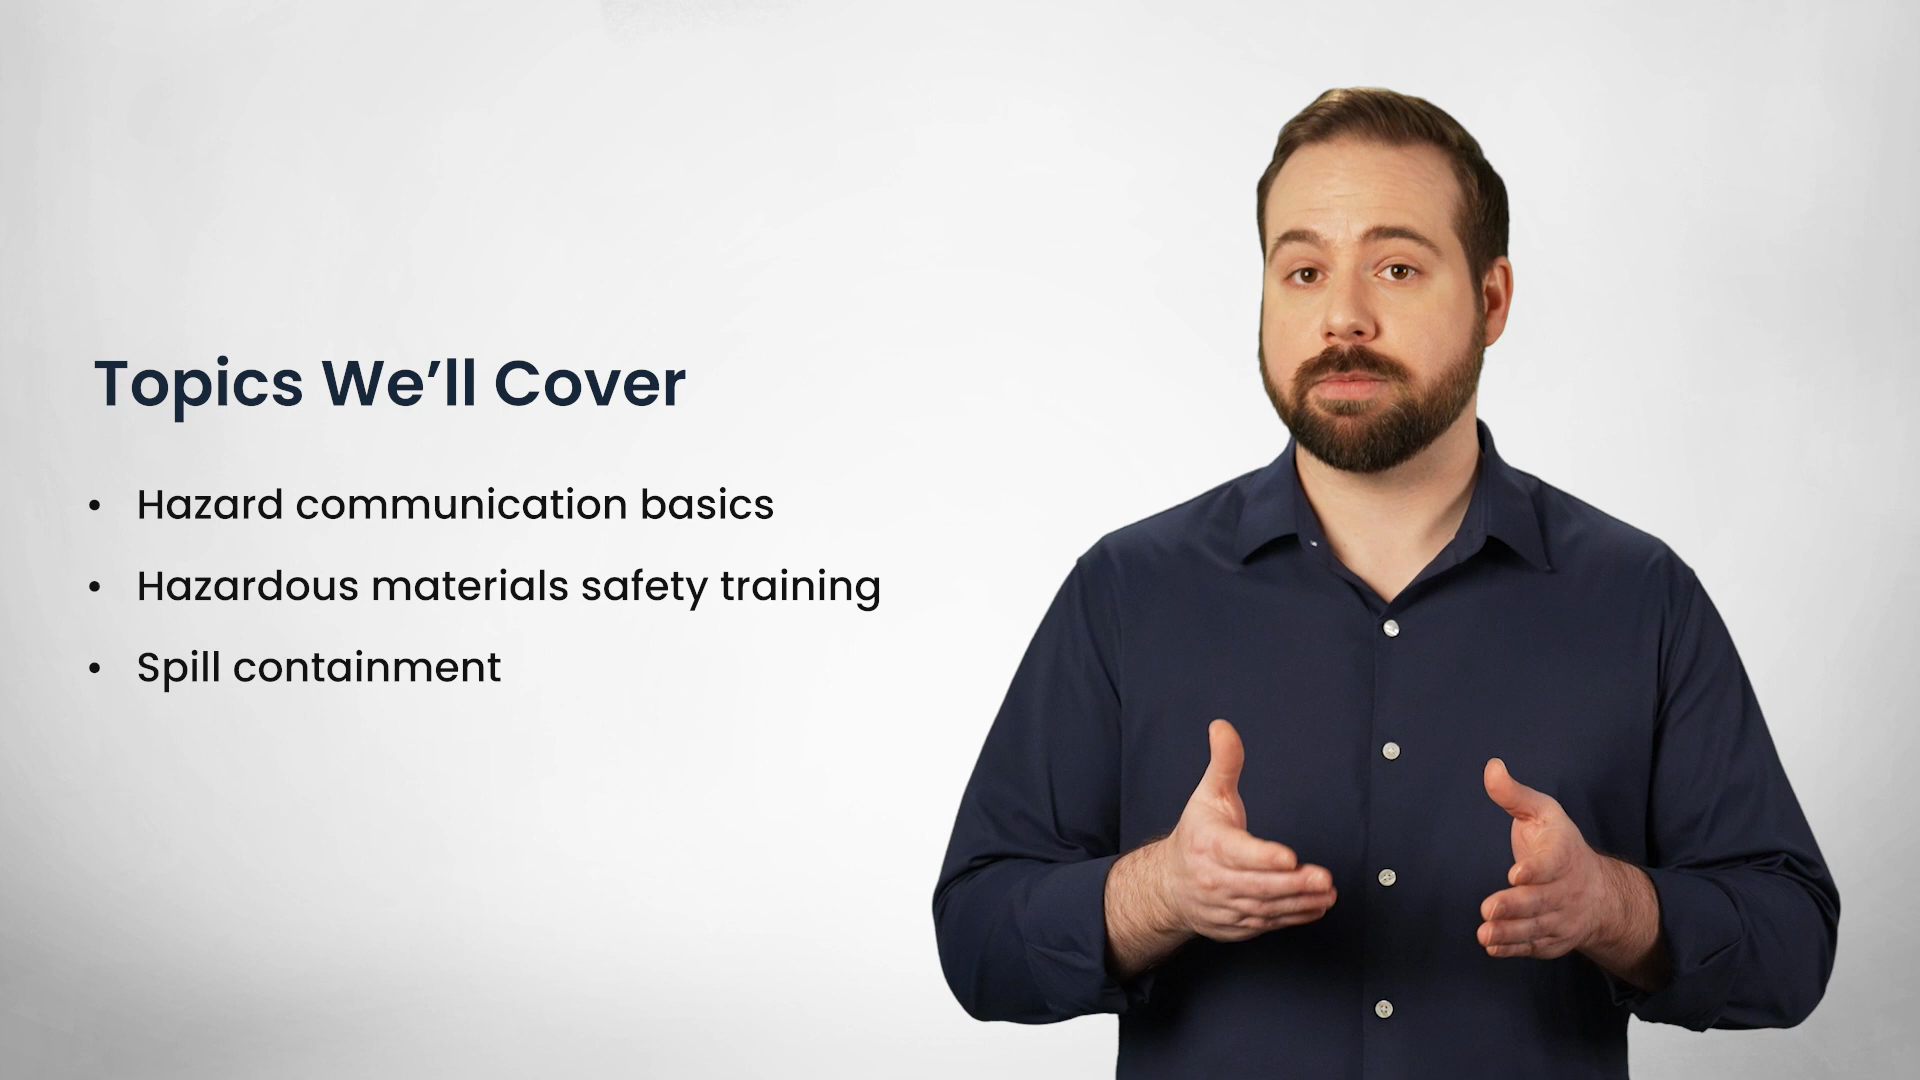 Topics We’ll Cover
• Hazard communication basics
• Hazardous materials safety training
• Spill containment